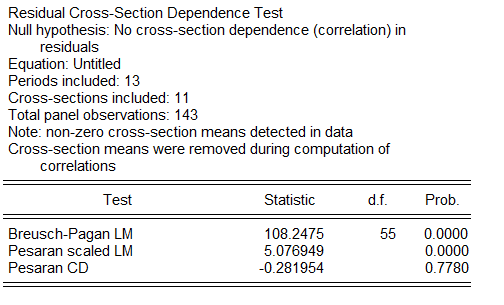 Residual Cross-Section Dependence Test
Null hypothesis: No cross-section dependence (correlation) in
residuals
Equation: Untitled
Periods included: 13
Cross-sections included: 11
Total panel observations: 143
Note: non-zero cross-section means detected in data
Cross-section means were removed during computation of
correlations
Test Statistic d.f. Prob.
Breusch-Pagan LM 108.2475 55 0.0000
Pesaran scaled LM 5.076949 0.0000
Pesaran CD -0.281954 0.7780